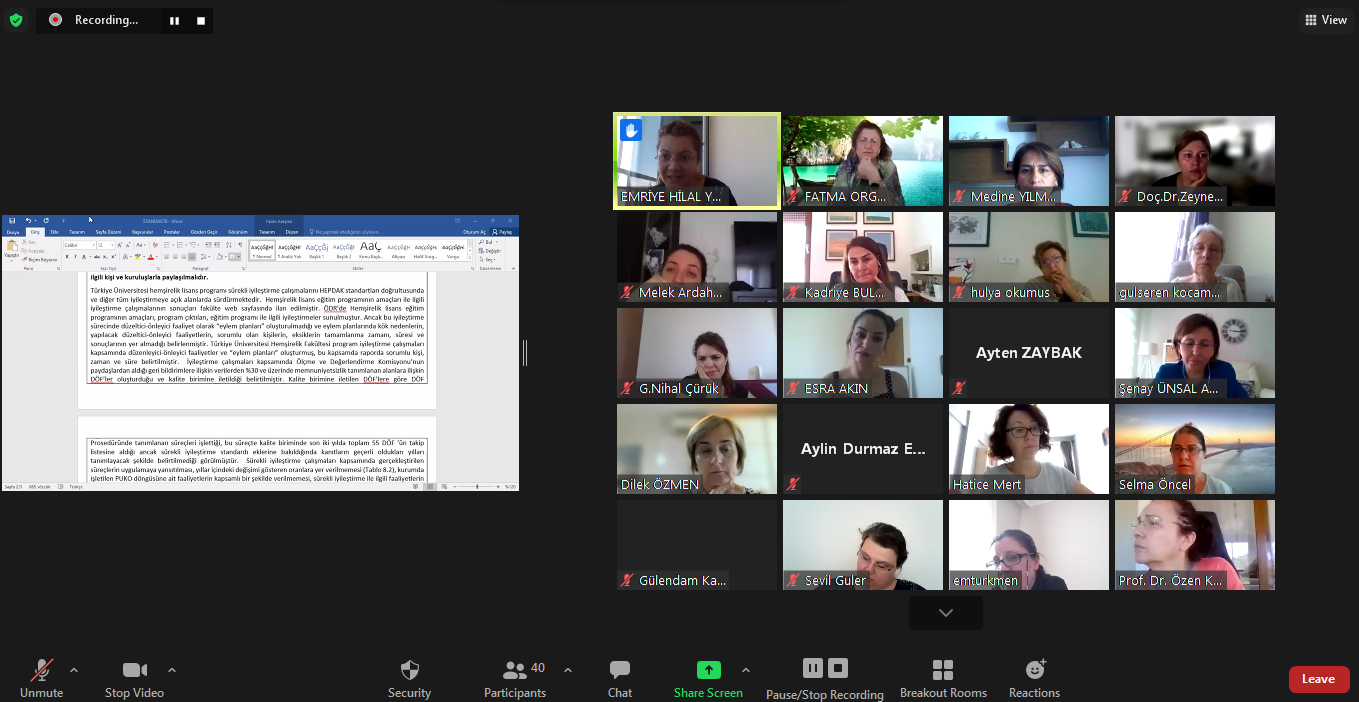 Recording...
View
STANDART8 - Word
Tablo Araçları
Dosya Giriş Ekle Tasarım Sayfa Düzeni Başvurular Postalar Gözden Geçir Görünüm Tasarım Düzen Oturum Aç Paylaş
ilgili kişi ve kuruluşlarla paylaşılmalıdır.
Türkiye Üniversitesi hemşirelik lisans programı sürekli iyileştirme çalışmalarını HEPDAK standartları doğrultusunda
ve diğer tüm iyileştirmeye açık alanlarda sürdürmektedir. Hemşirelik lisans eğitim programının amaçları ile ilgili
iyileştirme çalışmalarının sonuçları fakülte web sayfasında ilan edilmiştir. ÖDR'de Hemşirelik lisans eğitim
programının amaçları, program çıktıları, eğitim programı ile ilgili iyileştirmeler sunulmuştur. Ancak bu iyileştirme
sürecinde düzeltici-önleyici faaliyet olarak "eylem planları" oluşturulmadığı ve eylem planlarında kök nedenlerin,
yapılacak düzeltici-önleyici faaliyetlerin, sorumlu olan kişilerin, eksiklerin tamamlanma zamanı, süresi ve
sonuçlarının yer almadığı belirlenmiştir. Türkiye Üniversitesi Hemşirelik Fakültesi program iyileştirme çalışmaları
kapsamında düzenleyici-önleyici faaliyetler ve "eylem planları" oluşturmuş, bu kapsamda raporda sorumlu kişi,
zaman ve süre belirtilmiştir. İyileştirme çalışmaları kapsamında Ölçme ve Değerlendirme Komisyonu'nun
paydaşlardan aldığı geri bildirimlere ilişkin verilerden %30 ve üzerinde memnuniyetsizlik tanımlanan alanlara ilişkin
DÖF'ler oluşturduğu ve kalite birimine iletildiği belirtilmiştir. Kalite birimine iletilen DÖF'lere göre DÖF
Prosedüründe tanımlanan süreçleri işlettiği, bu süreçte kalite biriminde son iki yılda toplam 55 DÖF 'ün takip
listesine aldığı ancak sürekli iyileştirme standardı eklerine bakıldığında kanıtların geçerli oldukları yılları
tanımlayacak şekilde belirtilmediği görülmüştür. Sürekli iyileştirme çalışmaları kapsamında gerçekleştirilen
süreçlerin uygulamaya yansıtılması, yıllar içindeki değişimi gösteren oranlara yer verilmemesi (Tablo 8.2), kurumda
işletilen PUKO döngüsüne ait faaliyetlerin kapsamlı bir şekilde verilmemesi, sürekli iyileştirme ile ilgili faaliyetlerin
EMRİYE HİLAL Y...
FATMA ORG...
Medine YILM...
Doç.Dr.Zeyne...
Melek Ardah...
Kadriye BUL...
hulya okumus
gulseren kocam...
G.Nihal Çürük
ESRA AKIN
Ayten ZAYBAK
Şenay ÜNSAL A...
Dilek ÖZMEN
Aylin Durmaz E...
Hatice Mert
Selma Öncel
Gülendam Ka...
Sevil Guler
emturkmen
Prof. Dr. Özen K...
40
Unmute Stop Video Security Participants Chat Share Screen Pause/Stop Recording Breakout Rooms Reactions Leave